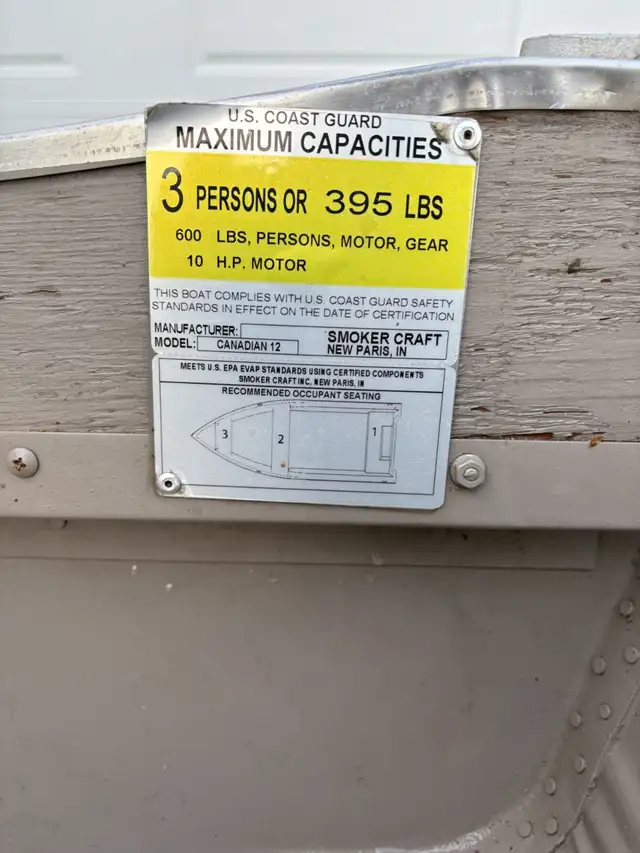 U.S. COAST GUARD
MAXIMUM CAPACITIES
3 PERSONS OR 395 LBS
600 LBS, PERSONS, MOTOR, GEAR
10 H.P. MOTOR
THIS BOAT COMPLIES WITH U.S. COAST GUARD SAFETY
STANDARDS IN EFFECT ON THE DATE OF CERTIFICATION
MANUFACTURER: SMOKER CRAFT
MODEL: CANADIAN 12 NEW PARIS, IN
MEETS U.S. EPA EVAP STANDARDS USING CERTIFIED COMPONENTS
SMOKER CRAFT INC, NEW PARIS, IN
RECOMMENDED OCCUPANT SEATING
3 2 1